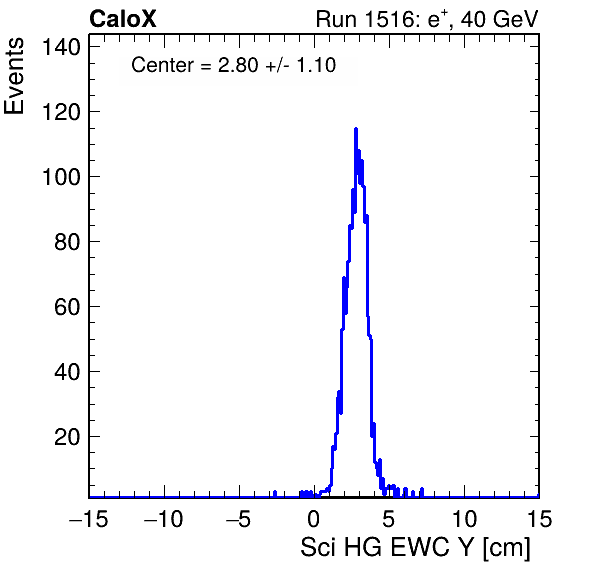 CaloX Run 1516: e+, 40 GeV
Center = 2.80 +/- 1.10
Events
140
120
100
80
60
40
20
−15 −10 −5 0 5 10 15
Sci HG EWC Y [cm]